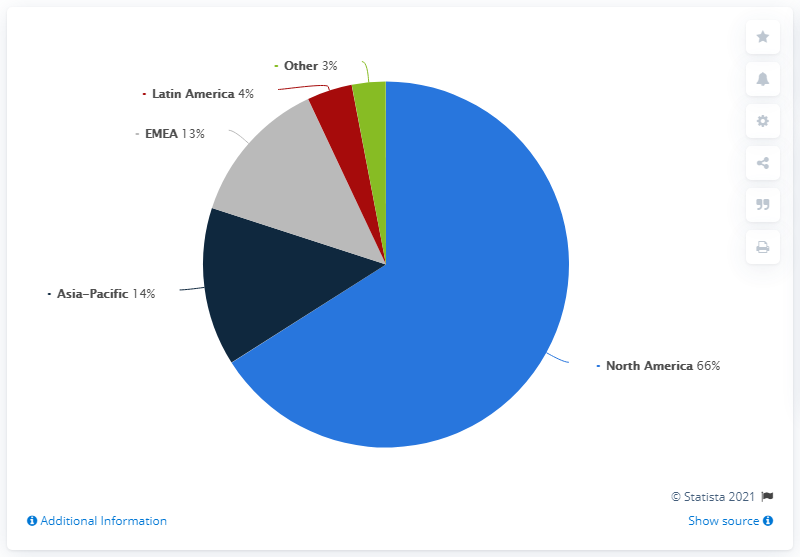 Other 3%
Latin America 4%
EMEA 13%
Asia-Pacific 14%
North America 66%
© Statista 2021
Additional Information
Show source